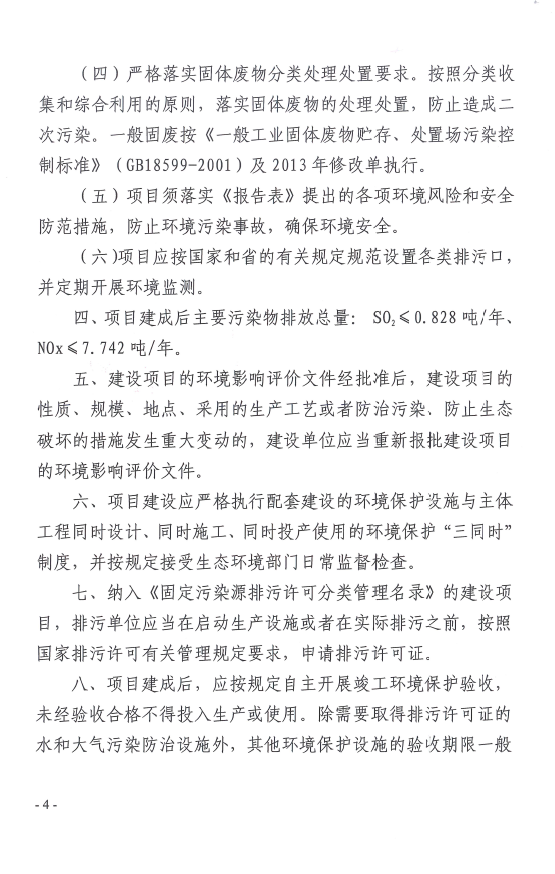 （四）严格落实固体废物分类处理处置要求。按照分类收
集和综合利用的原则，落实固体废物的处理处置，防止造成二
次污染。一般固废按《一般工业固体废物贮存、处置场污染控
制标准》（GB18599-2001）及2013年修改单执行。
（五）项目须落实《报告表》提出的各项环境风险和安全
防范措施，防止环境污染事故，确保环境安全。
（六）项目应按国家和省的有关规定规范设置各类排污口，
并定期开展环境监测。
四、项目建成后主要污染物排放总量：SO₂≤0.828吨/年、
NOx≤7.742吨/年。
五、建设项目的环境影响评价文件经批准后，建设项目的
性质、规模、地点、采用的生产工艺或者防治污染、防止生态
破坏的措施发生重大变动的，建设单位应当重新报批建设项目
的环境影响评价文件。
六、项目建设应严格执行配套建设的环境保护设施与主体
工程同时设计、同时施工、同时投产使用的环境保护“三同时”
制度，并按规定接受生态环境部门日常监督检查。
七、纳入《固定污染源排污许可分类管理名录》的建设项
目，排污单位应当在启动生产设施或者在实际排污之前，按照
国家排污许可有关管理规定要求，申请排污许可证。
八、项目建成后，应按规定自主开展竣工环境保护验收，
未经验收合格不得投入生产或使用。除需要取得排污许可证的
水和大气污染防治设施外，其他环境保护设施的验收期限一般
- 4 -